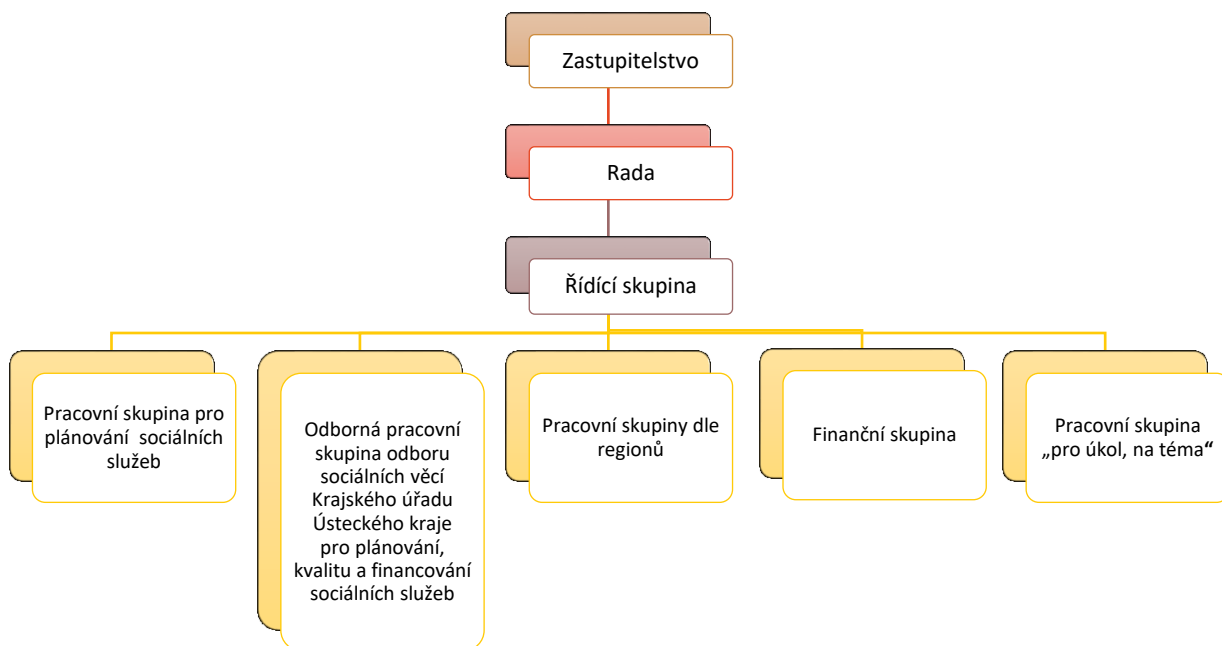 Zastupitelstvo
Rada
Řídící skupina
Pracovní skupina pro
plánování sociálních
služeb
Odborná pracovní
skupina odboru
sociálních věcí
Krajského úřadu
Ústeckého kraje
pro plánování,
kvalitu a financování
sociálních služeb
Pracovní skupiny dle
regionů
Finanční skupina
Pracovní skupina
„pro úkol, na téma“